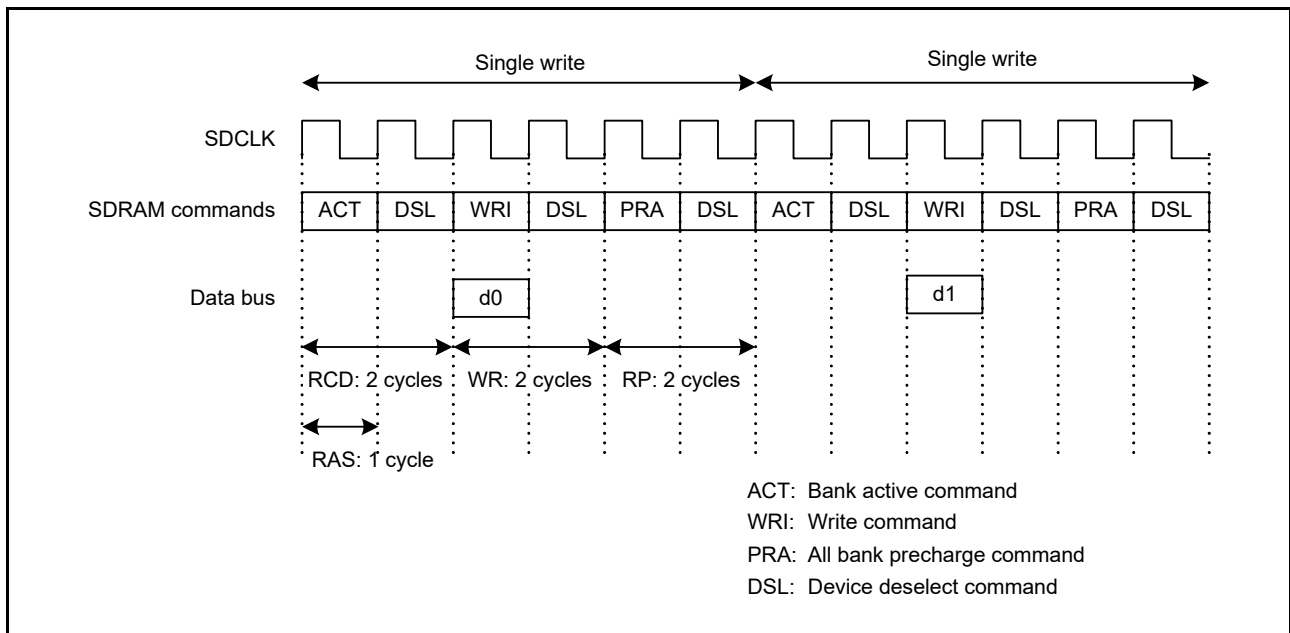 Single write Single write
SDCLK
SDRAM commands ACT DSL WRI DSL PRA DSL ACT DSL WRI DSL PRA DSL
Data bus d0 d1
RCD: 2 cycles WR: 2 cycles RP: 2 cycles
RAS: 1 cycle
ACT: Bank active command
WRI: Write command
PRA: All bank precharge command
DSL: Device deselect command